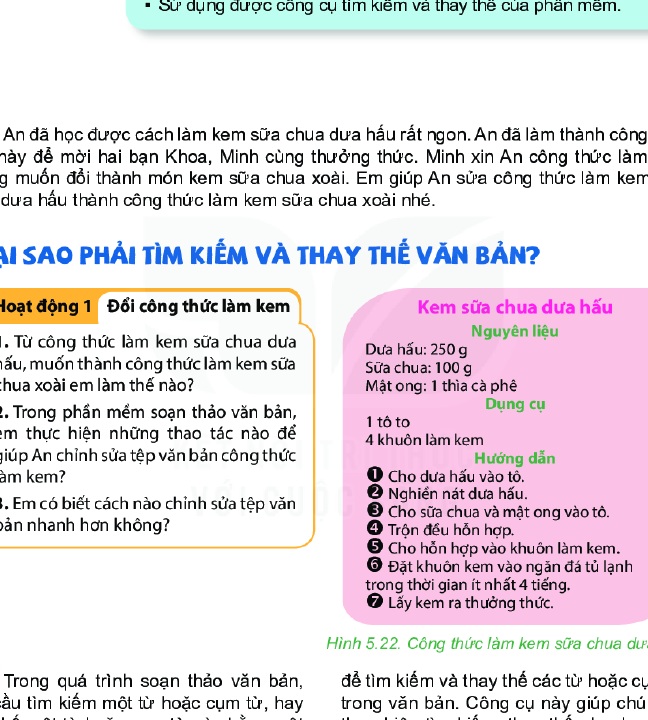 ▪ Sử dụng được công cụ tìm kiếm và thay thế của phần mềm.
An đã học được cách làm kem sữa chua dưa hấu rất ngon. An đã làm thành công
này để mời hai bạn Khoa, Minh cùng thưởng thức. Minh xin An công thức làm
muốn đổi thành món kem sữa chua xoài. Em giúp An sửa công thức làm kem
dưa hấu thành công thức làm kem sữa chua xoài nhé.
SAO PHẢI TÌM KIẾM VÀ THAY THẾ VĂN BẢN?
Hoạt động 1 Đổi công thức làm kem
1. Từ công thức làm kem sữa chua dưa
hấu, muốn thành công thức làm kem sữa
chua xoài em làm thế nào?
2. Trong phần mềm soạn thảo văn bản,
em thực hiện những thao tác nào để
giúp An chỉnh sửa tệp văn bản công thức
làm kem?
3. Em có biết cách nào chỉnh sửa tệp văn
bản nhanh hơn không?
Kem sữa chua dưa hấu
Nguyên liệu
Dưa hấu: 250 g
Sữa chua: 100 g
Mật ong: 1 thìa cà phê
Dụng cụ
1 tô to
4 khuôn làm kem
Hướng dẫn
❶ Cho dưa hấu vào tô.
❷ Nghiền nát dưa hấu.
❸ Cho sữa chua và mật ong vào tô.
❹ Trộn đều hỗn hợp.
❺ Cho hỗn hợp vào khuôn làm kem.
❻ Đặt khuôn kem vào ngăn đá tủ lạnh
trong thời gian ít nhất 4 tiếng.
❼ Lấy kem ra thưởng thức.
Hình 5.22. Công thức làm kem sữa chua
Trong quá trình soạn thảo văn bản,
cầu tìm kiếm một từ hoặc cụm từ, hay
để tìm kiếm và thay thế các từ hoặc
trong văn bản. Công cụ này giúp